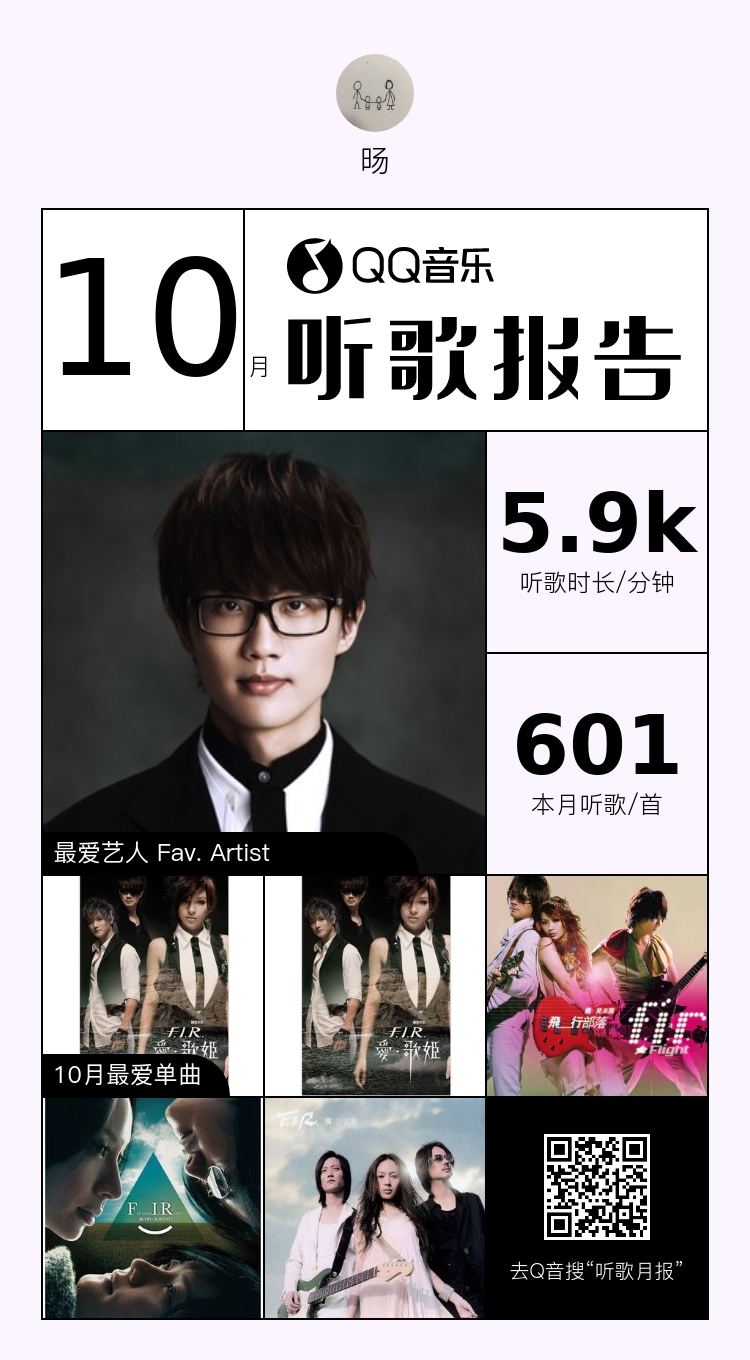 旸
10
月
QQ音乐
听歌报告
5.9k
听歌时长/分钟
601
本月听歌/首
最爱艺人 Fav. Artist
F.I.R.
愛·歌姬
F.I.R.
愛·歌姬
飛 行部落
fir
Flight
10月最爱单曲
F.I.R.
F.I.R.
去Q音搜“听歌月报”